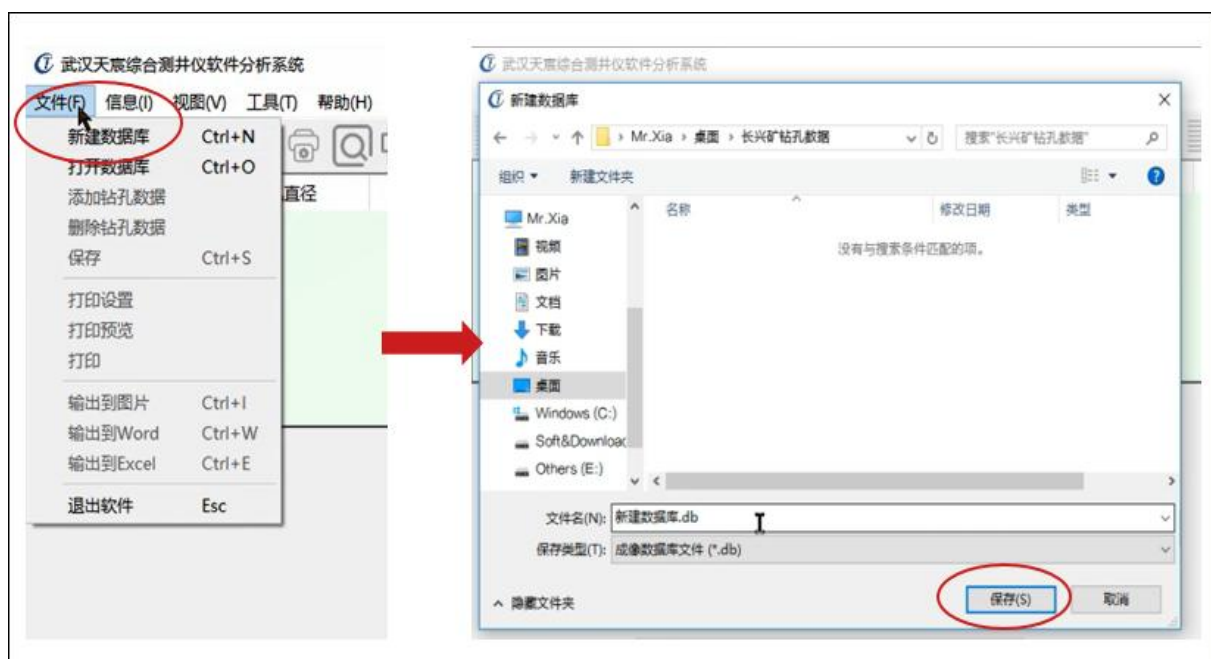 武汉天宸综合测井仪软件分析系统
文件(F) 信息(I) 视图(V) 工具(T) 帮助(H)
新建数据库 Ctrl+N
打开数据库 Ctrl+O
添加钻孔数据
直径
删除钻孔数据
保存 Ctrl+S
打印设置
打印预览
打印
输出到图片 Ctrl+I
输出到Word Ctrl+W
输出到Excel Ctrl+E
退出软件 Esc
武汉天宸综合测井仪软件分析系统
新建数据库
Mr.Xia › 桌面 › 长兴矿钻孔数据
搜索"长兴矿钻孔数据"
组织 新建文件夹
名称 修改日期 类型
没有与搜索条件匹配的项。
Mr.Xia
视频
图片
文档
下载
音乐
桌面
Windows (C:)
Soft&Downloac
Others (E:)
文件名(N): 新建数据库.db
保存类型(T): 成像数据库文件 (*.db)
隐藏文件夹
保存(S) 取消